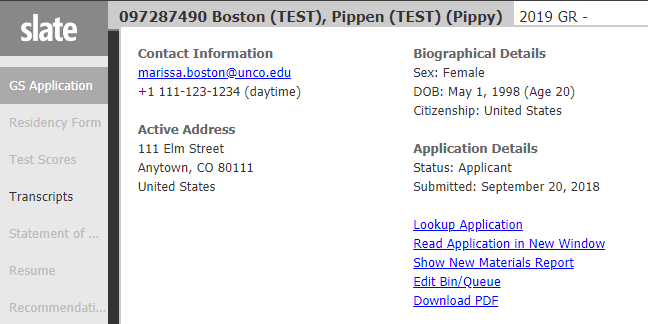 slate
GS Application
Residency Form
Test Scores
Transcripts
Statement of ...
Resume
Recommendati...
097287490 Boston (TEST), Pippen (TEST) (Pippy)
2019 GR -
Contact Information
marissa.boston@unco.edu
+1 111-123-1234 (daytime)
Active Address
111 Elm Street
Anytown, CO 80111
United States
Biographical Details
Sex: Female
DOB: May 1, 1998 (Age 20)
Citizenship: United States
Application Details
Status: Applicant
Submitted: September 20, 2018
Lookup Application
Read Application in New Window
Show New Materials Report
Edit Bin/Queue
Download PDF